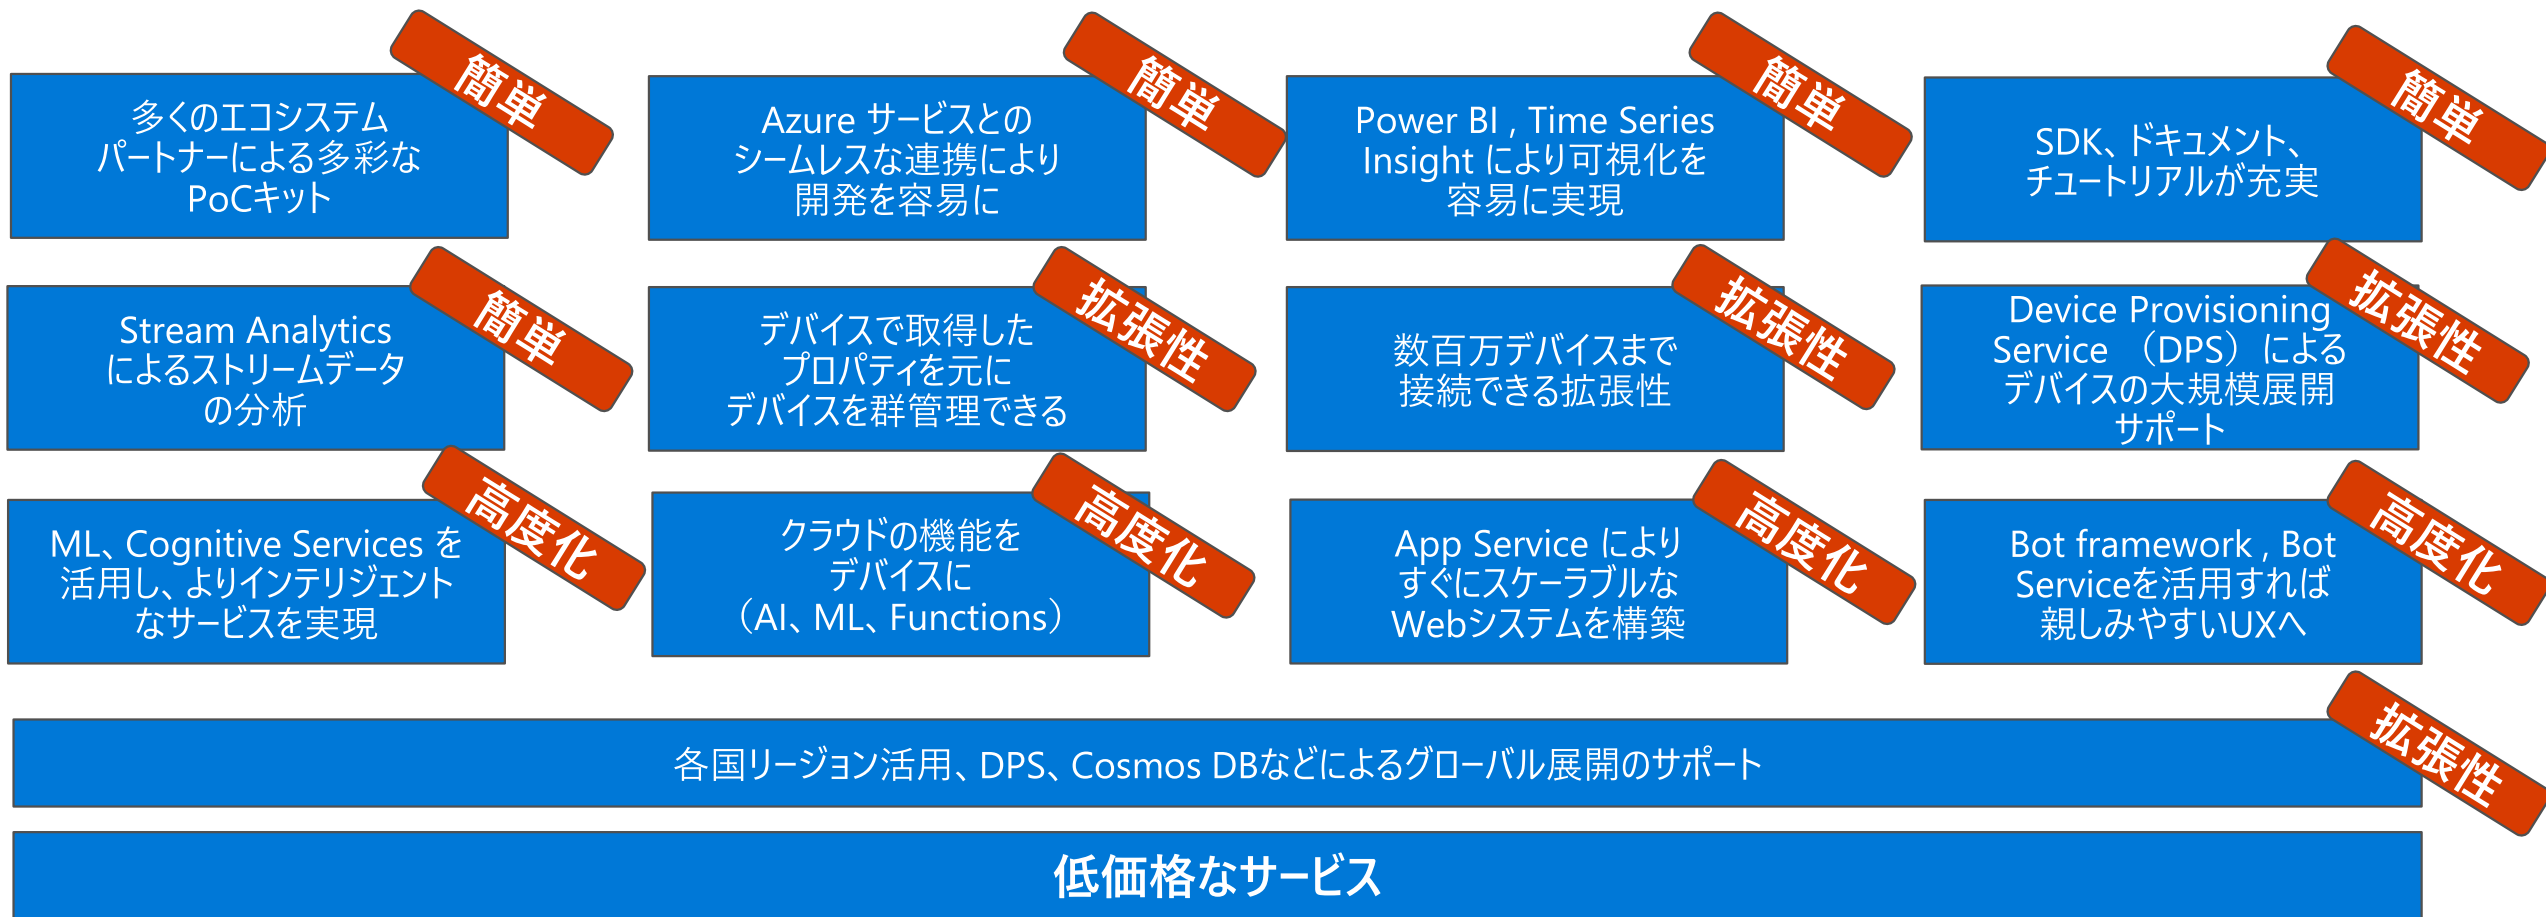 簡単
多くのエコシステム
パートナーによる多彩な
PoCキット
簡単
Azure サービスとの
シームレスな連携により
開発を容易に
簡単
Power BI , Time Series
Insight により可視化を
容易に実現
簡単
SDK、ドキュメント、
チュートリアルが充実
簡単
Stream Analytics
によるストリームデータ
の分析
拡張性
デバイスで取得した
プロパティを元に
デバイスを群管理できる
拡張性
数百万デバイスまで
接続できる拡張性
拡張性
Device Provisioning
Service （DPS）による
デバイスの大規模展開
サポート
高度化
ML、Cognitive Services を
活用し、よりインテリジェント
なサービスを実現
高度化
クラウドの機能を
デバイスに
（AI、ML、Functions）
高度化
App Service により
すぐにスケーラブルな
Webシステムを構築
高度化
Bot framework , Bot
Serviceを活用すれば
親しみやすいUXへ
拡張性
各国リージョン活用、DPS、Cosmos DBなどによるグローバル展開のサポート
低価格なサービス